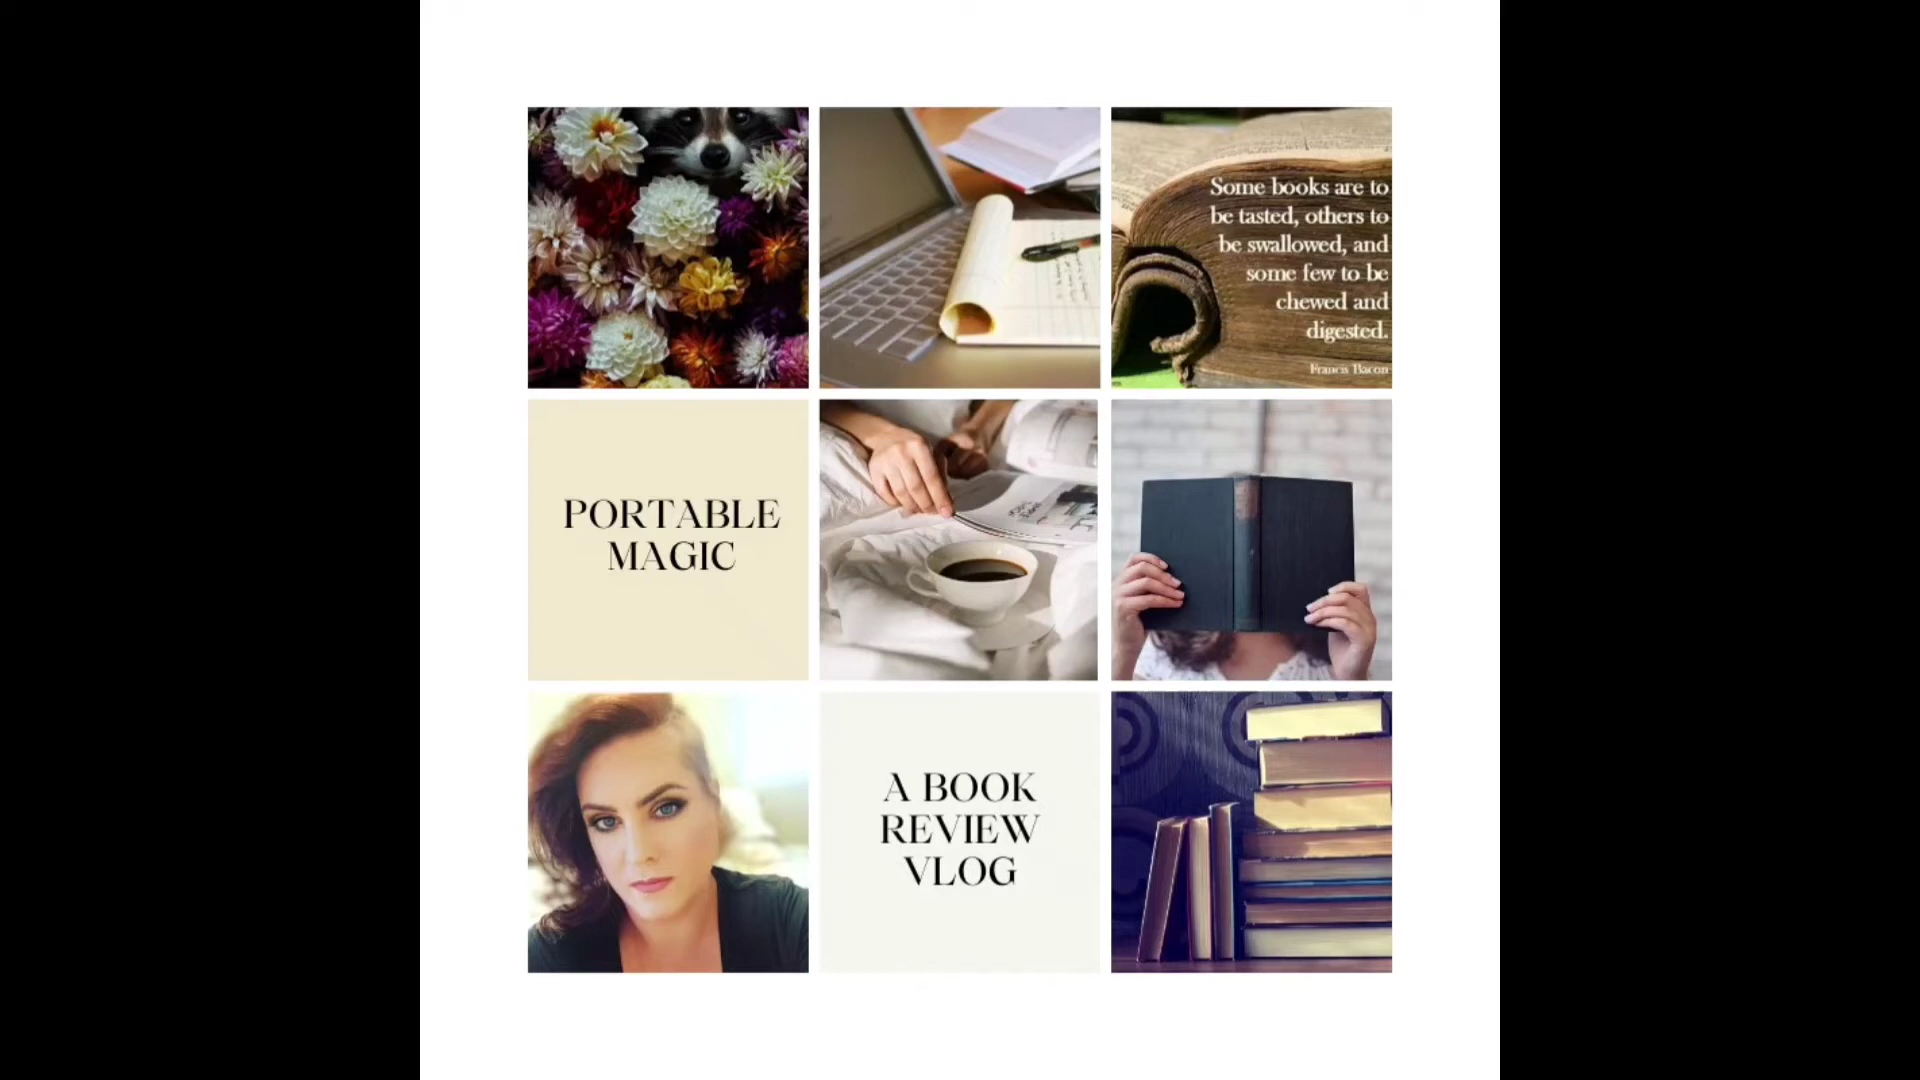 Some books are to
be tasted, others to
be swallowed, and
some few to be
chewed and
digested.
Francis Bacon
PORTABLE
MAGIC
A BOOK
REVIEW
VLOG